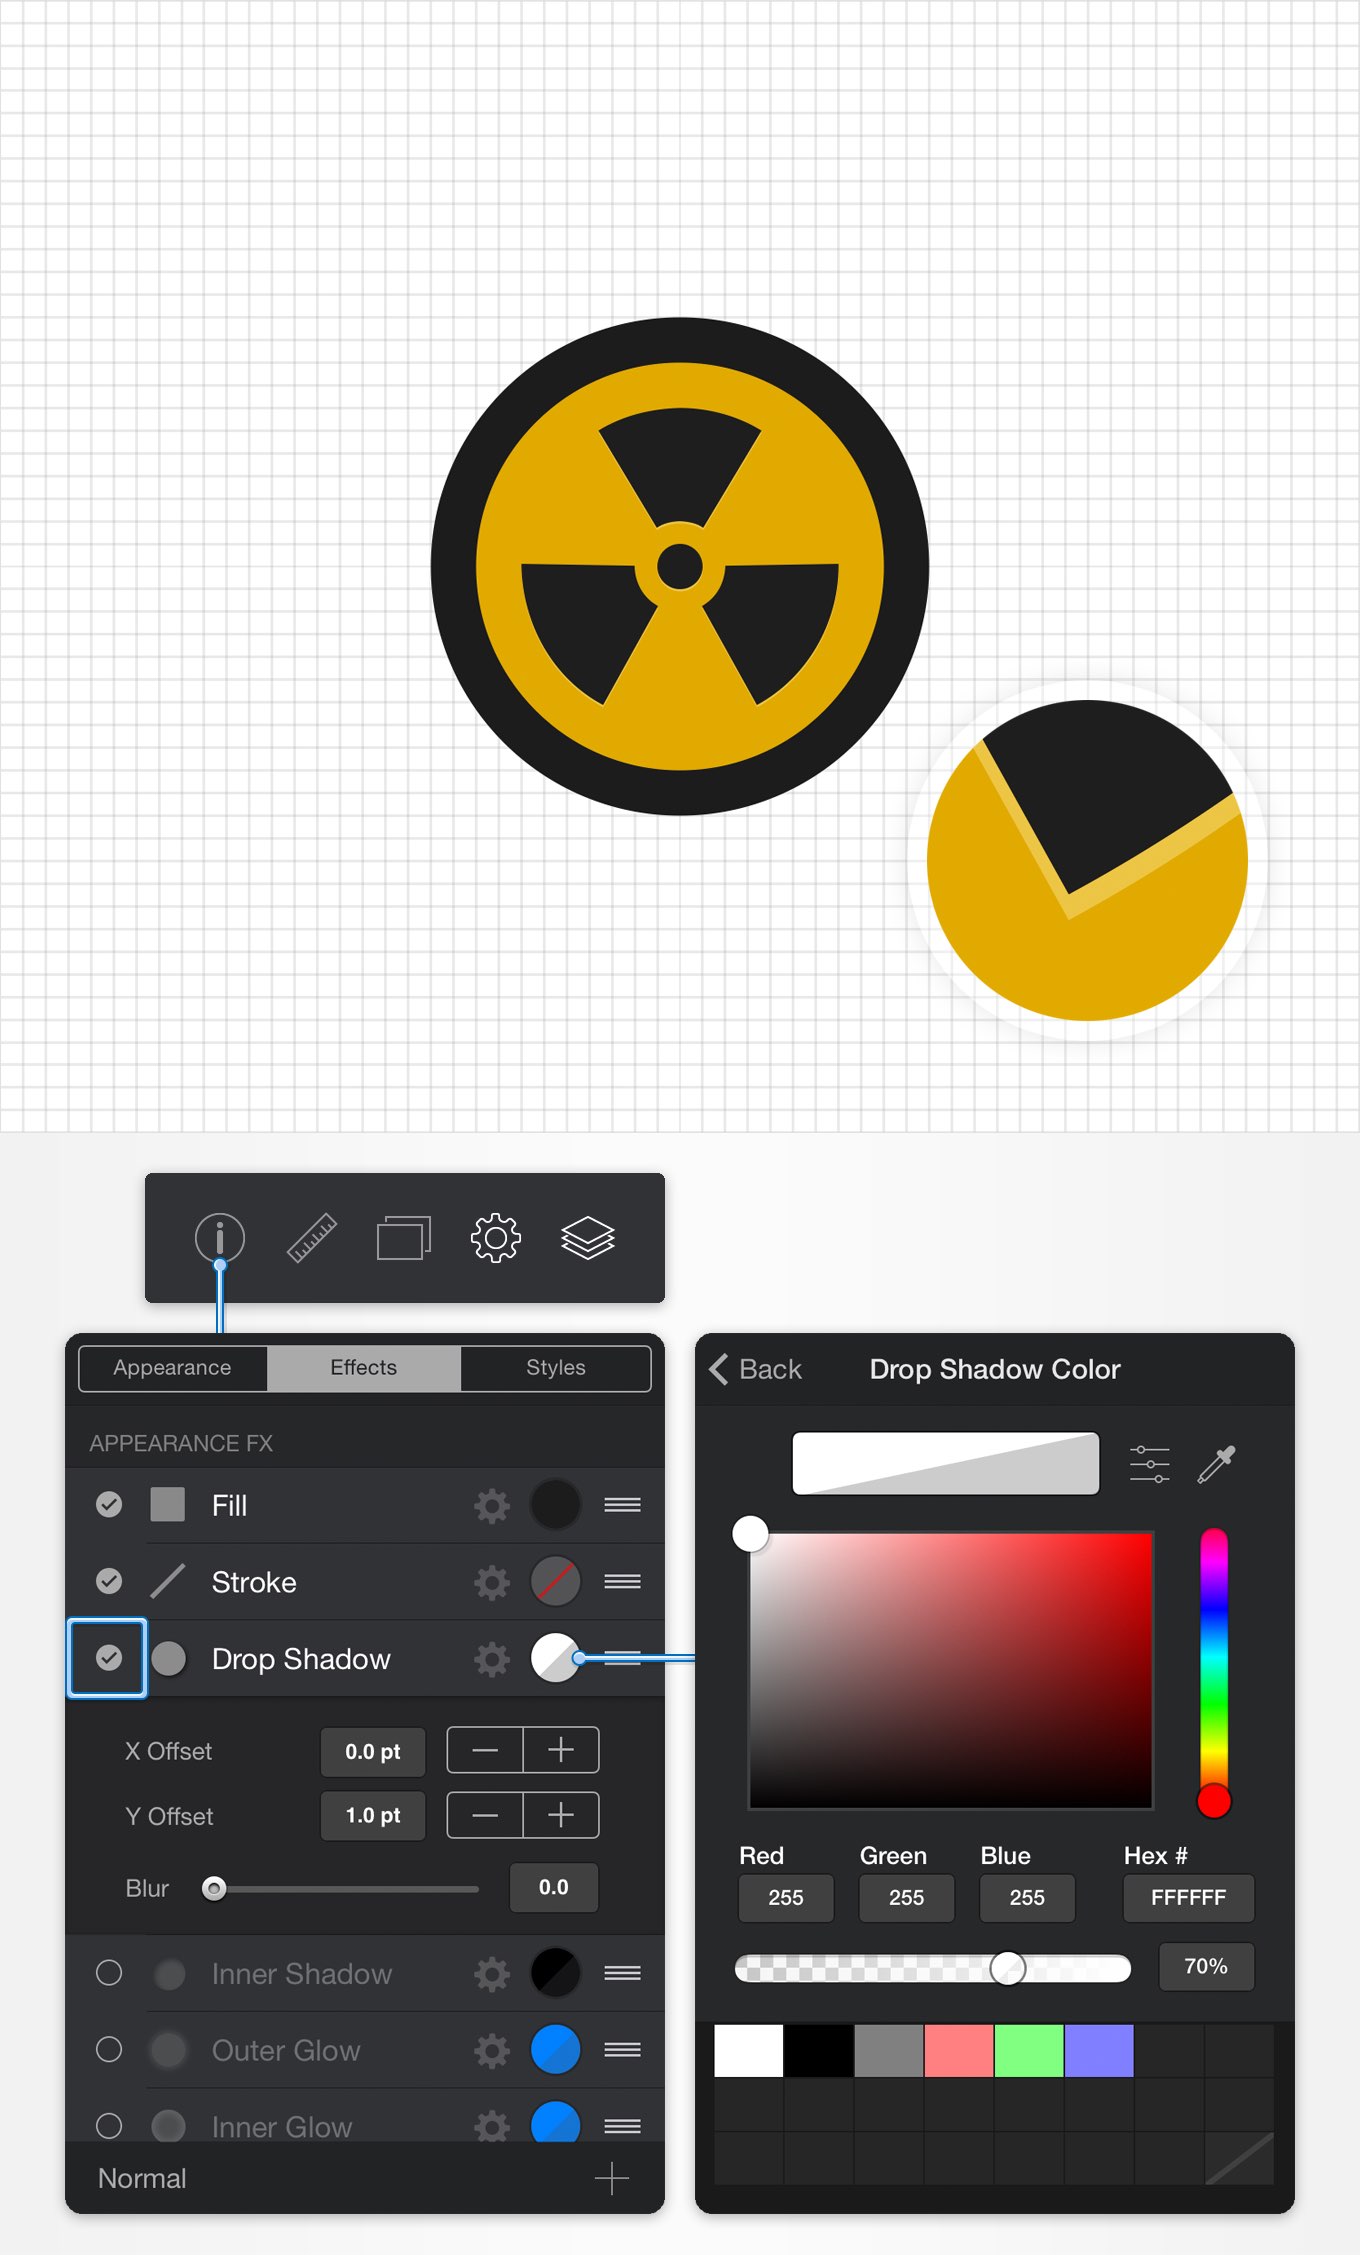 Appearance Effects Styles
APPEARANCE FX
Fill
Stroke
Drop Shadow
X Offset 0.0 pt
Y Offset 1.0 pt
Blur 0.0
Inner Shadow
Outer Glow
Inner Glow
Normal
Back Drop Shadow Color
Red Green Blue Hex #
255 255 255 FFFFFF
70%